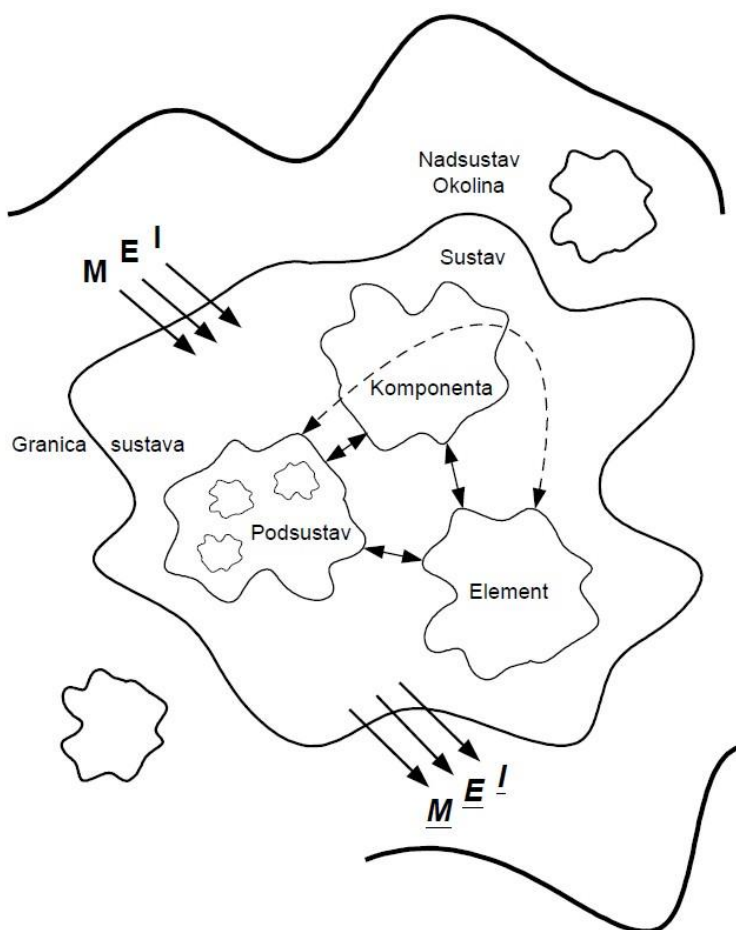 Nadsustav
Okolina
M E I
Sustav
Komponenta
Granica sustava
Podsustav
Element
M E I